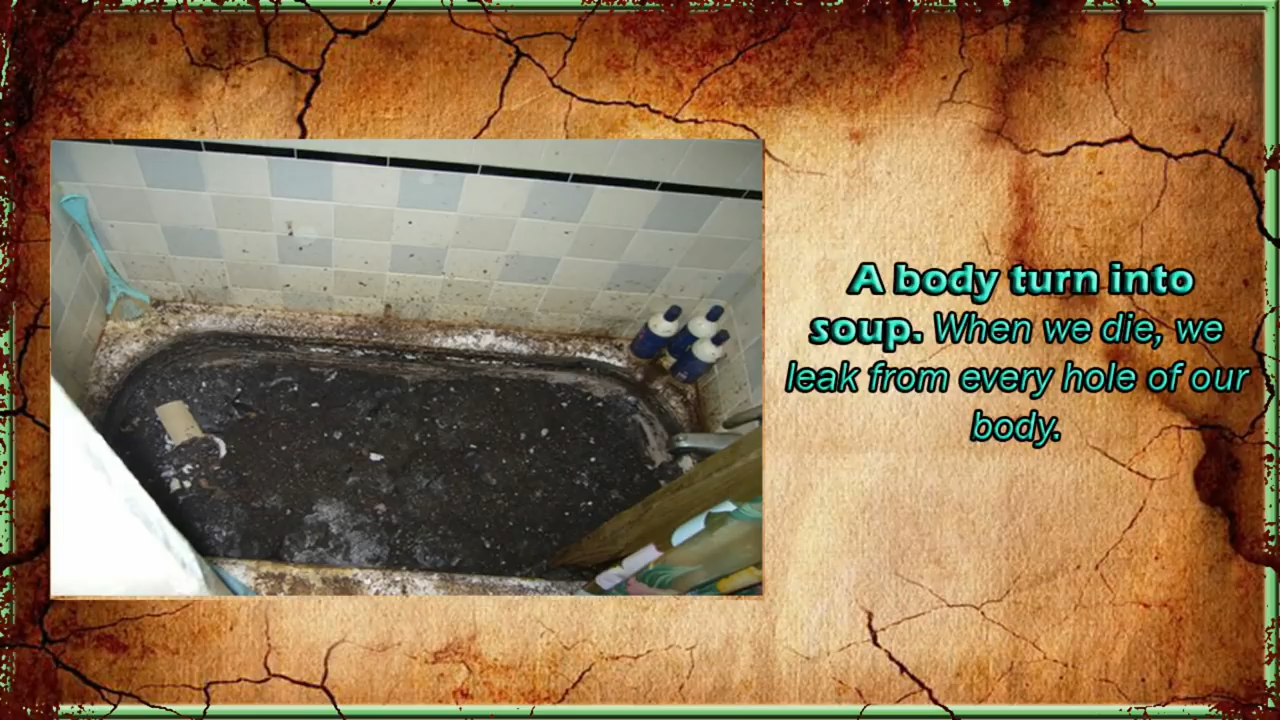 A body turn into
soup. When we die, we
leak from every hole of our
body.